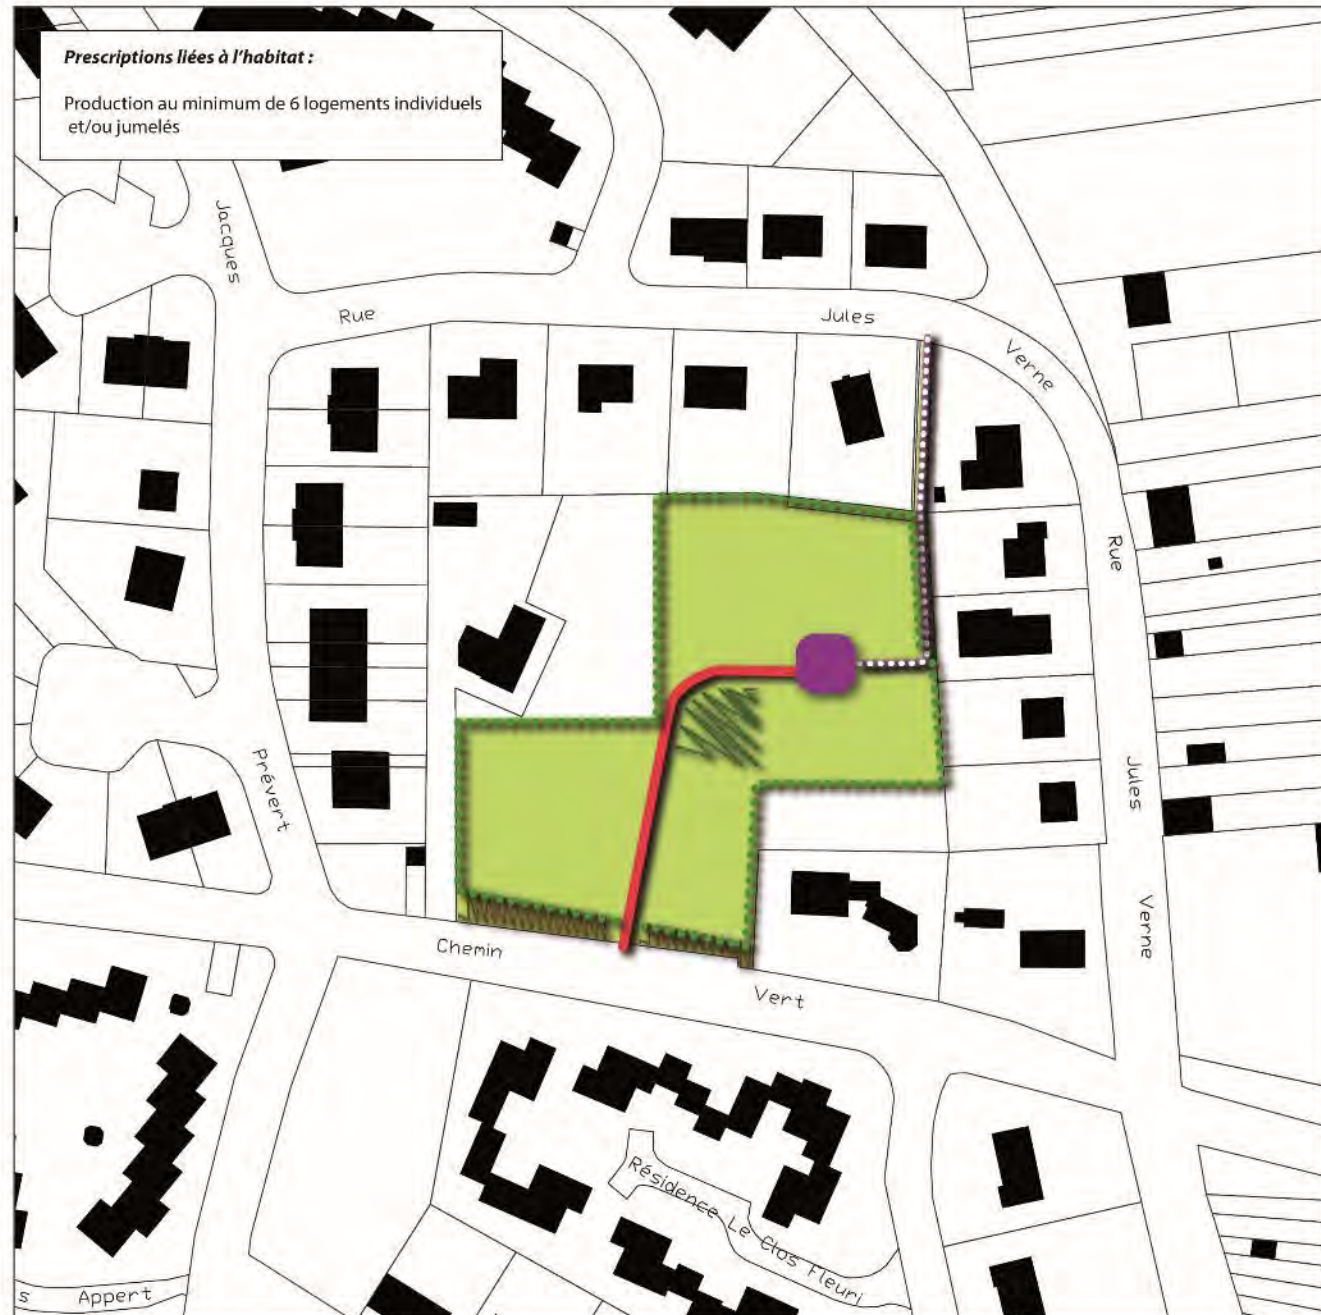 Prescriptions liées à l'habitat :
Production au minimum de 6 logements individuels
et/ou jumelés
Jacques
Rue
Jules
Verne
Rue
Prévert
Jules
Verne
Chemin
Vert
Résidence Le Clos Fleuri
s Appert